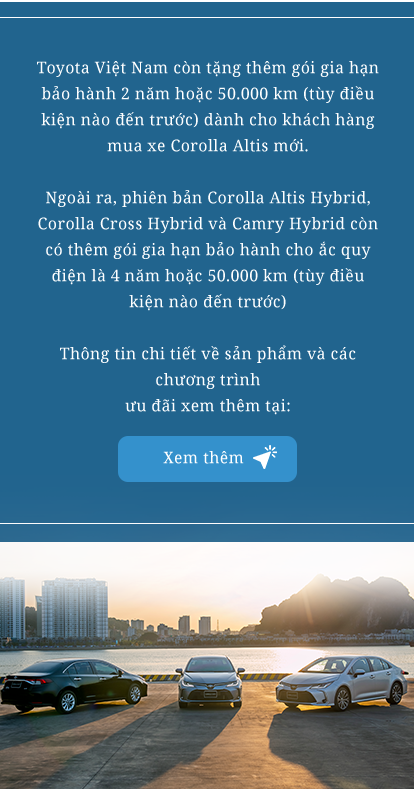 Toyota Việt Nam còn tặng thêm gói gia hạn
bảo hành 2 năm hoặc 50.000 km (tùy điều
kiện nào đến trước) dành cho khách hàng
mua xe Corolla Altis mới.
Ngoài ra, phiên bản Corolla Altis Hybrid,
Corolla Cross Hybrid và Camry Hybrid còn
có thêm gói gia hạn bảo hành cho ắc quy
điện là 4 năm hoặc 50.000 km (tùy điều
kiện nào đến trước)
Thông tin chi tiết về sản phẩm và các
chương trình
ưu đãi xem thêm tại:
Xem thêm